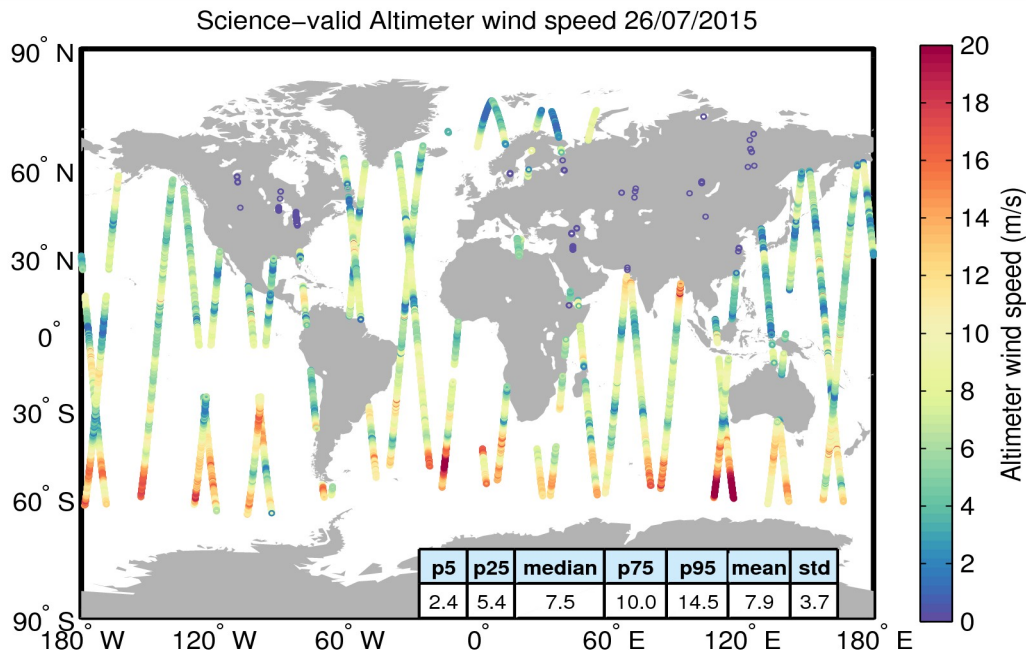 Science−valid Altimeter wind speed 26/07/2015
90° N
60° N
30° N
0°
30° S
60° S
90° S
180° W
120° W
60° W
0°
60° E
120° E
180° E
p5 p25 median p75 p95 mean std
2.4 5.4 7.5 10.0 14.5 7.9 3.7
20
18
16
14
12
10
8
6
4
2
0
Altimeter wind speed (m/s)